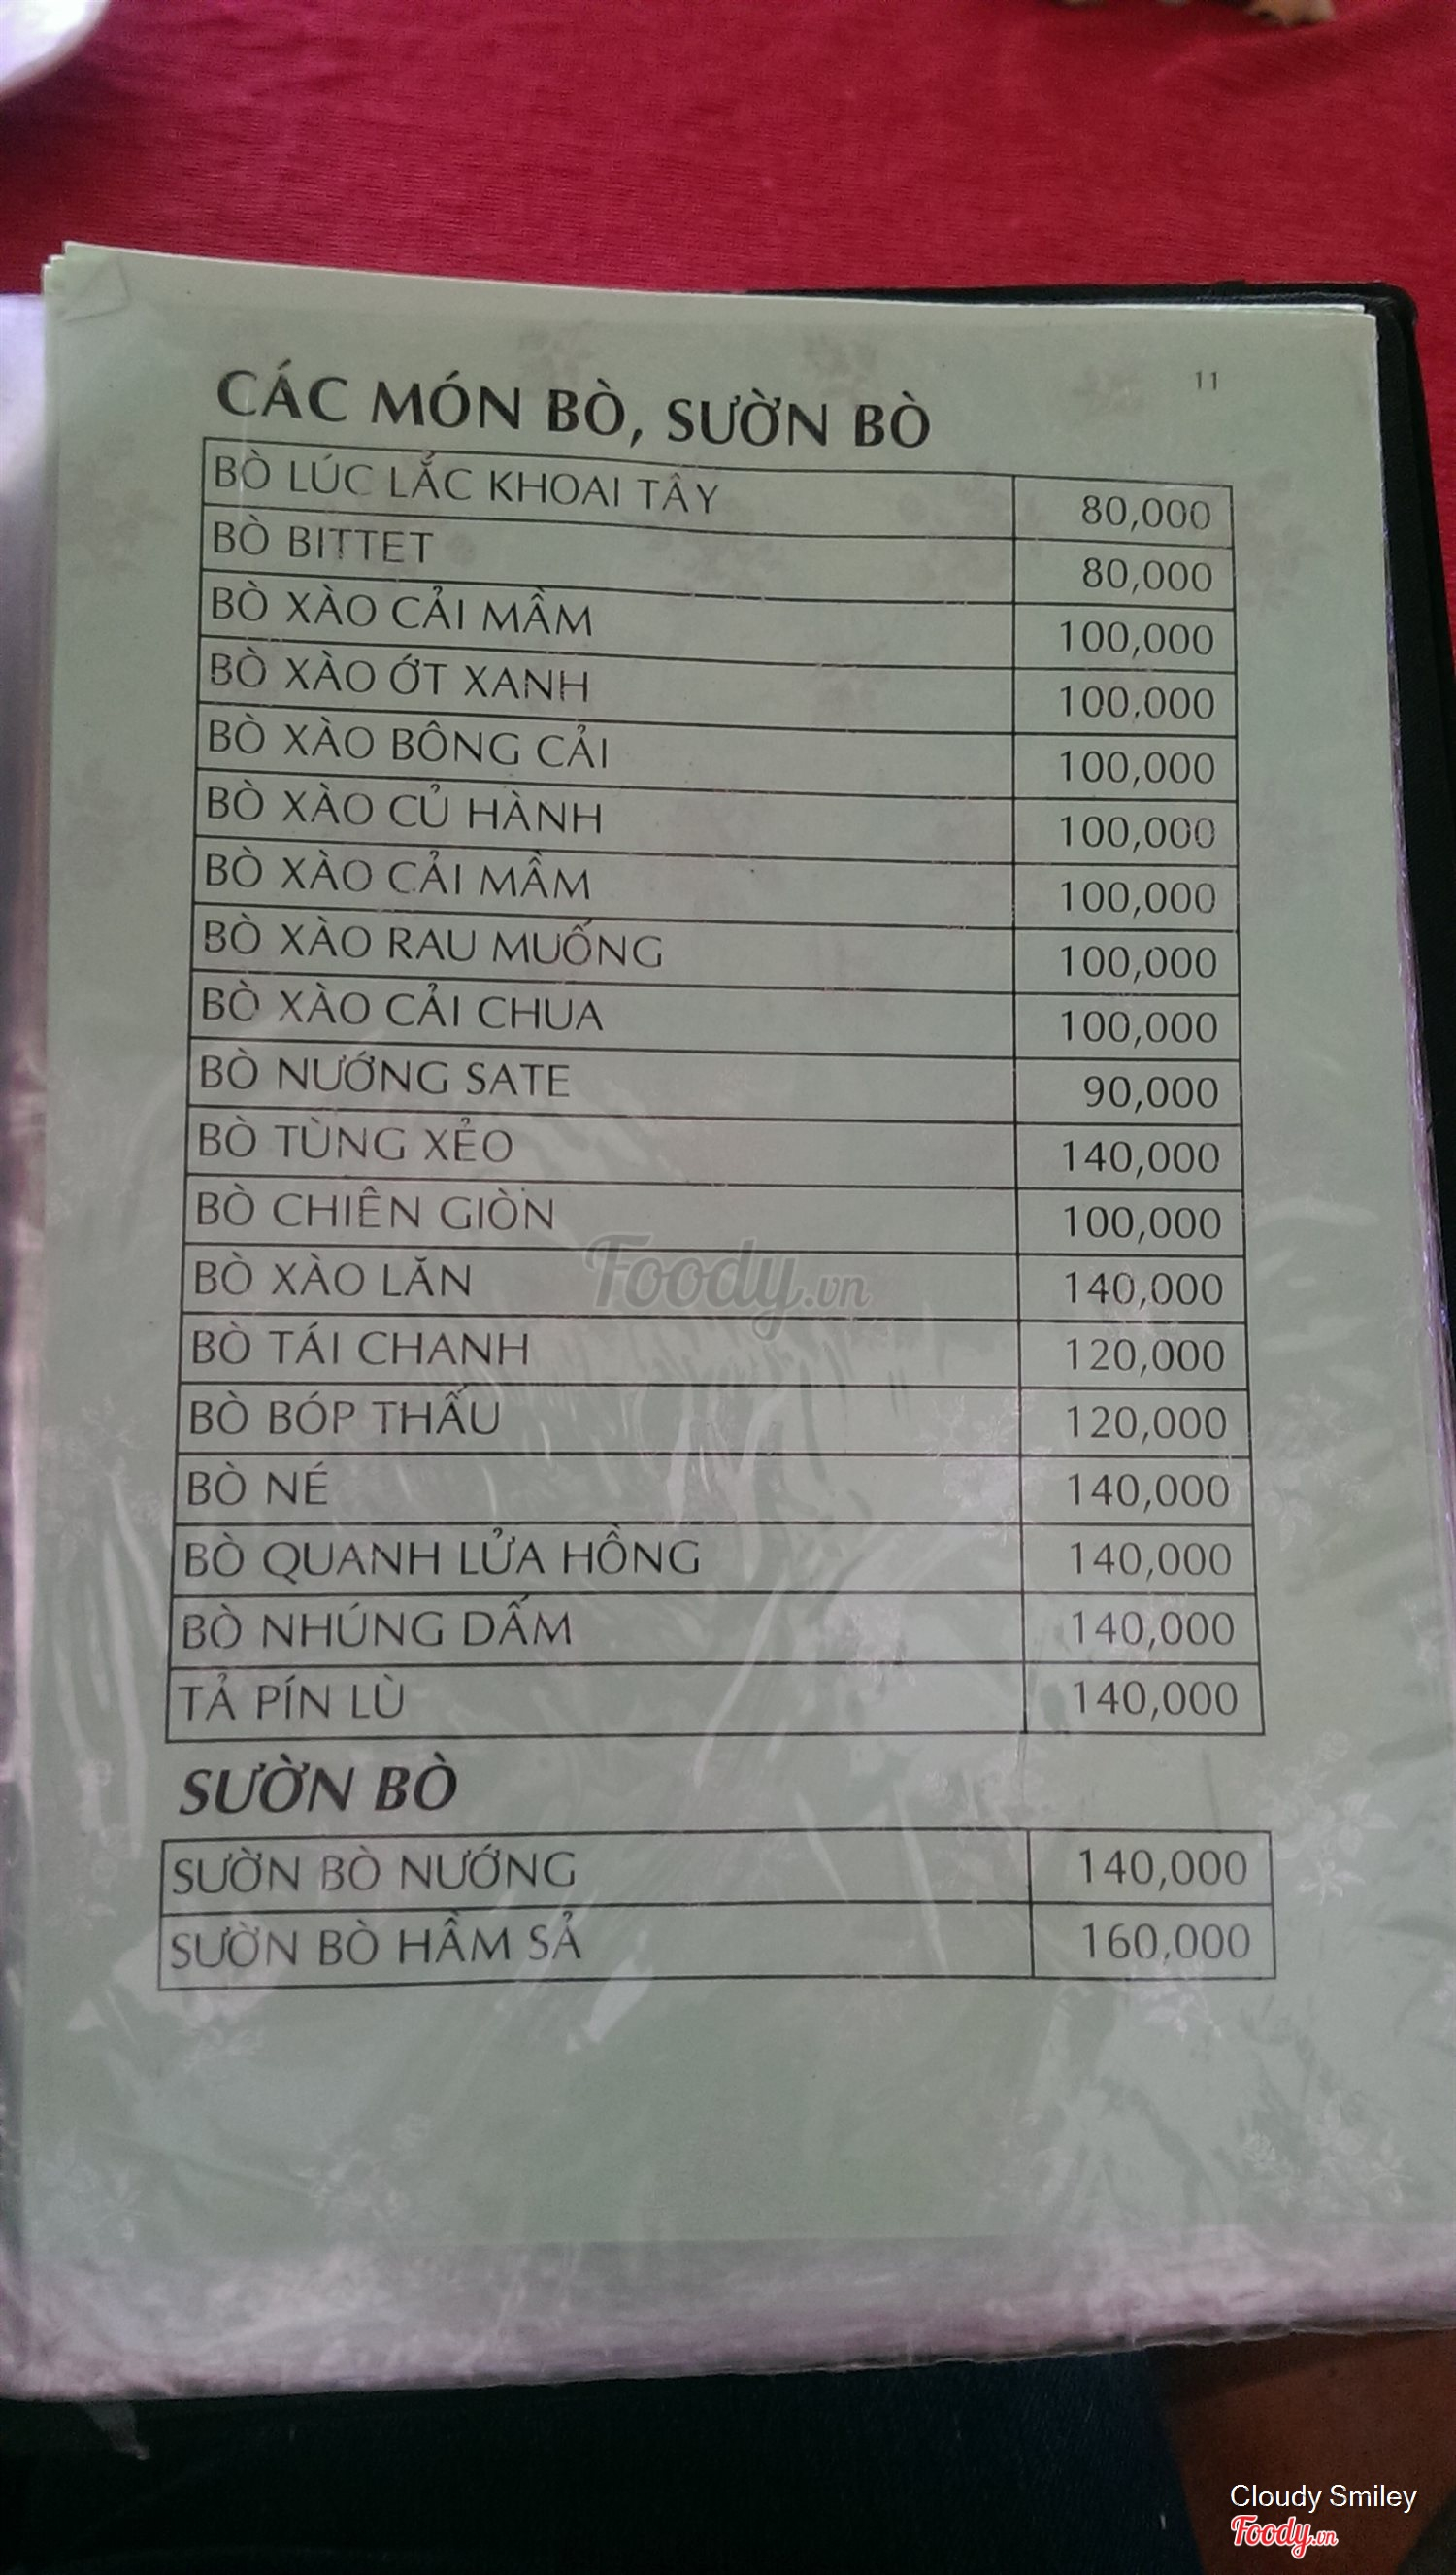 11
CÁC MÓN BÒ, SƯỜN BÒ
BÒ LÚC LẮC KHOAI TÂY 80,000
BÒ BITTET 80,000
BÒ XÀO CẢI MẦM 100,000
BÒ XÀO ỚT XANH 100,000
BÒ XÀO BÔNG CẢI 100,000
BÒ XÀO CỦ HÀNH 100,000
BÒ XÀO CẢI MẦM 100,000
BÒ XÀO RAU MUỐNG 100,000
BÒ XÀO CẢI CHUA 100,000
BÒ NƯỚNG SATE 90,000
BÒ TÙNG XẺO 140,000
BÒ CHIÊN GIÒN 100,000
BÒ XÀO LĂN 140,000
BÒ TÁI CHANH 120,000
BÒ BÓP THẤU 120,000
BÒ NÉ 140,000
BÒ QUANH LỬA HỒNG 140,000
BÒ NHÚNG DẤM 140,000
TẢ PÍN LÙ 140,000
SƯỜN BÒ
SƯỜN BÒ NƯỚNG 140,000
SƯỜN BÒ HẦM SẢ 160,000
Foody.vn
Cloudy Smiley
Foody.vn